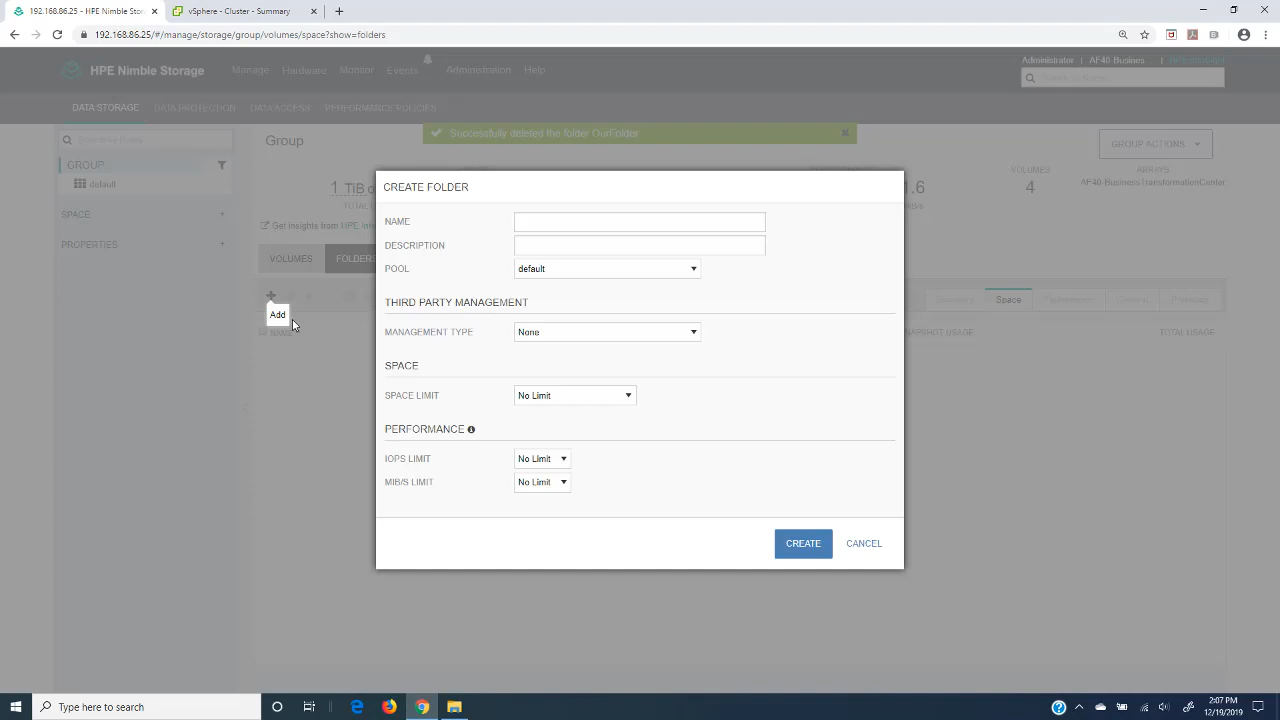 192.168.86.25/#/manage/storage/g
vSphere - Cluster - Summary
192.168.86.25/#/manage/storage/group/volumes/space?show=folders
HPE Nimble Storage
Manage
Hardware
Monitor
Events
Administration
Help
Administrator
AF40-Busines
DATA STORAGE
DATA PROTECTION
DATA ACCESS
PERFORMANCE POLICIES
Successfully deleted the folder OurFolder
GROUP
default
SPACE
PROPERTIES
Group
GROUP ACTIONS
1 TiB
VOLUMES
4
ARRAYS
AF40-BusinessTransformationCenter
VOLUMES
FOLDERS
Space
TOTAL USAGE
Add
CREATE FOLDER
NAME
DESCRIPTION
POOL
default
THIRD PARTY MANAGEMENT
MANAGEMENT TYPE
None
SPACE
SPACE LIMIT
No Limit
PERFORMANCE
IOPS LIMIT
No Limit
MIB/S LIMIT
No Limit
CREATE
CANCEL
Type here to search
2:07 PM
12/19/2019